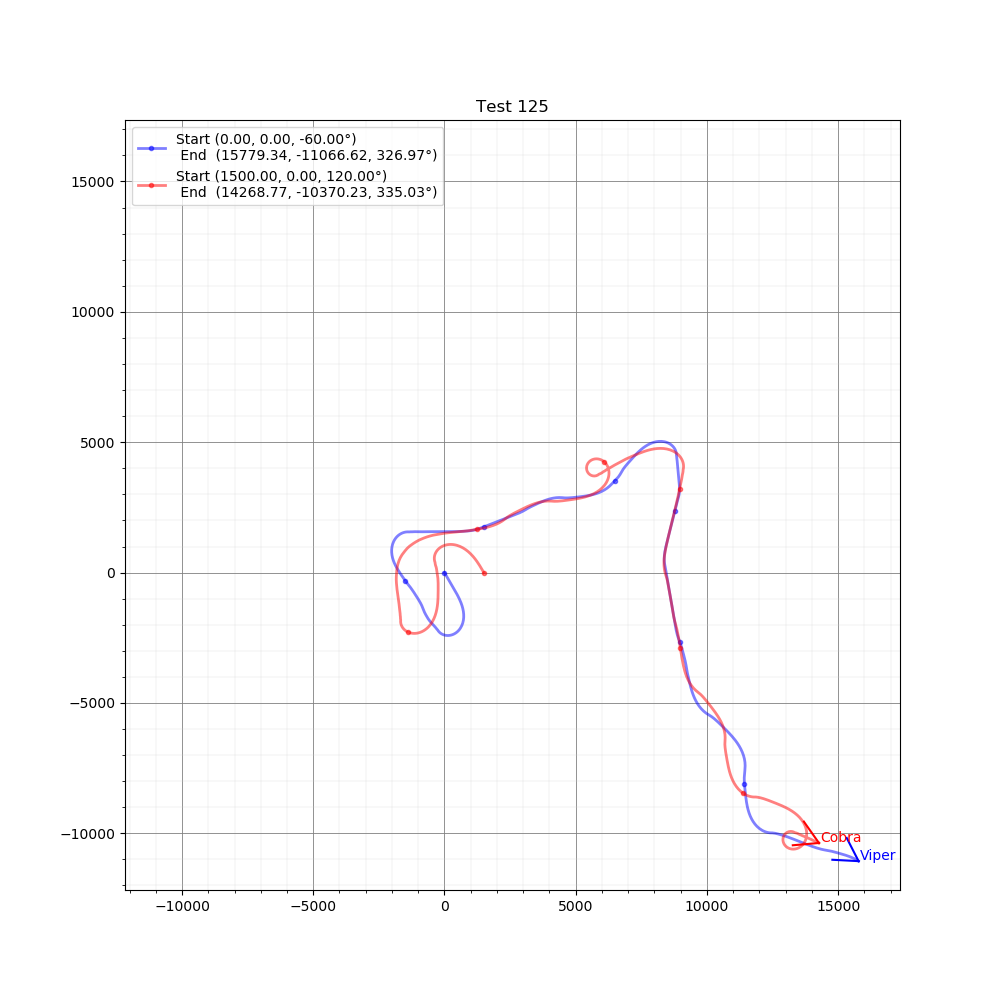 Test 125
Start (0.00, 0.00, -60.00°)
End  (15779.34, -11066.62, 326.97°)
Start (1500.00, 0.00, 120.00°)
End  (14268.77, -10370.23, 335.03°)
15000
10000
5000
0
−5000
−10000
Cobra
Viper
−10000
−5000
0
5000
10000
15000